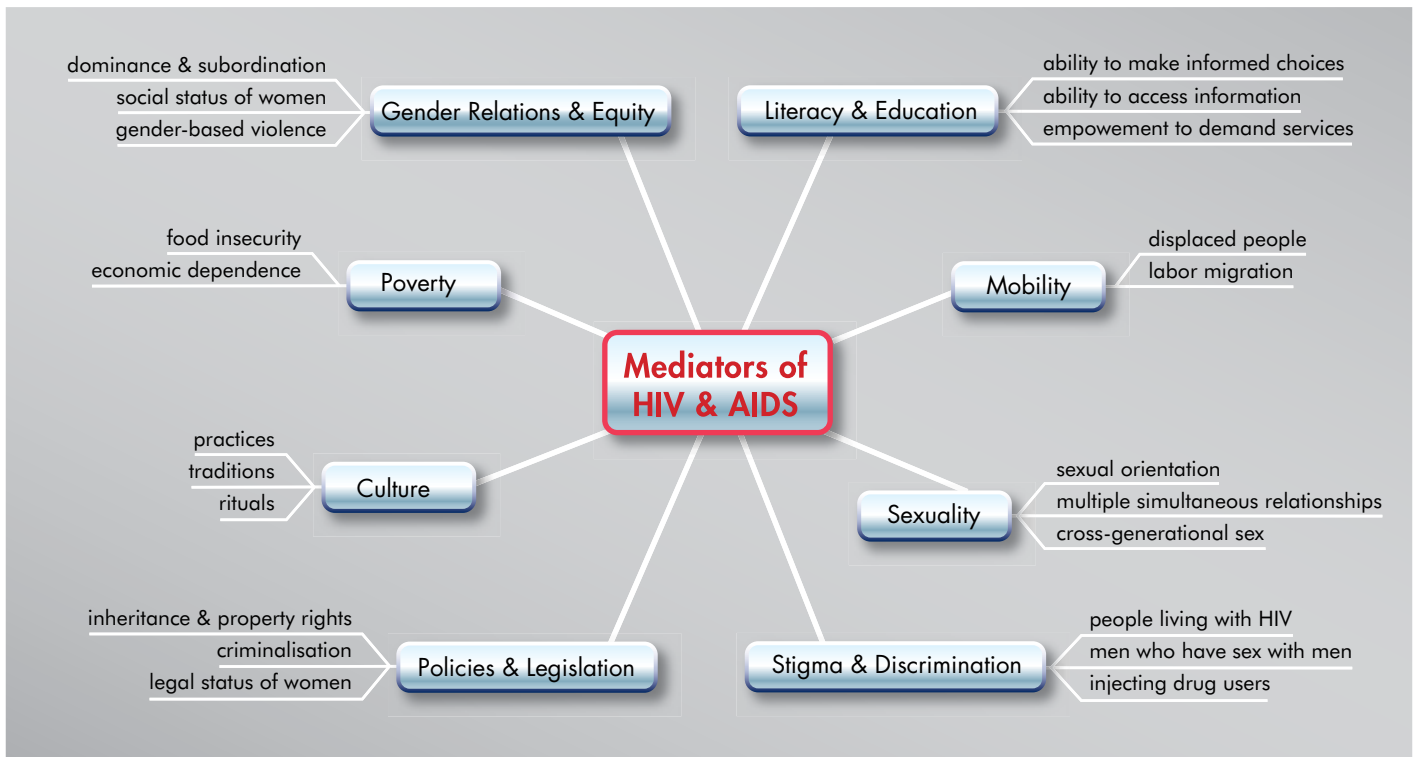 Mediators of
HIV & AIDS
Gender Relations & Equity
dominance & subordination
social status of women
gender-based violence
Literacy & Education
ability to make informed choices
ability to access information
empowement to demand services
Poverty
food insecurity
economic dependence
Mobility
displaced people
labor migration
Culture
practices
traditions
rituals
Sexuality
sexual orientation
multiple simultaneous relationships
cross-generational sex
Policies & Legislation
inheritance & property rights
criminalisation
legal status of women
Stigma & Discrimination
people living with HIV
men who have sex with men
injecting drug users